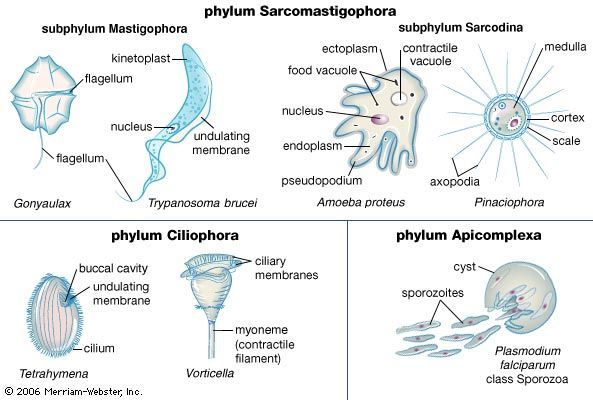 phylum Sarcomastigophora
subphylum Mastigophora
kinetoplast
flagellum
nucleus
undulating
membrane
flagellum
Gonyaulax
Trypanosoma brucei
subphylum Sarcodina
ectoplasm
contractile
vacuole
food vacuole
nucleus
endoplasm
pseudopodium
Amoeba proteus
medulla
cortex
scale
axopodia
Pinaciophora
phylum Ciliophora
buccal cavity
undulating
membrane
cilium
Tetrahymena
ciliary
membranes
myoneme
(contractile
filament)
Vorticella
phylum Apicomplexa
cyst
sporozoites
Plasmodium
falciparum
class Sporozoa
© 2006 Merriam-Webster, Inc.